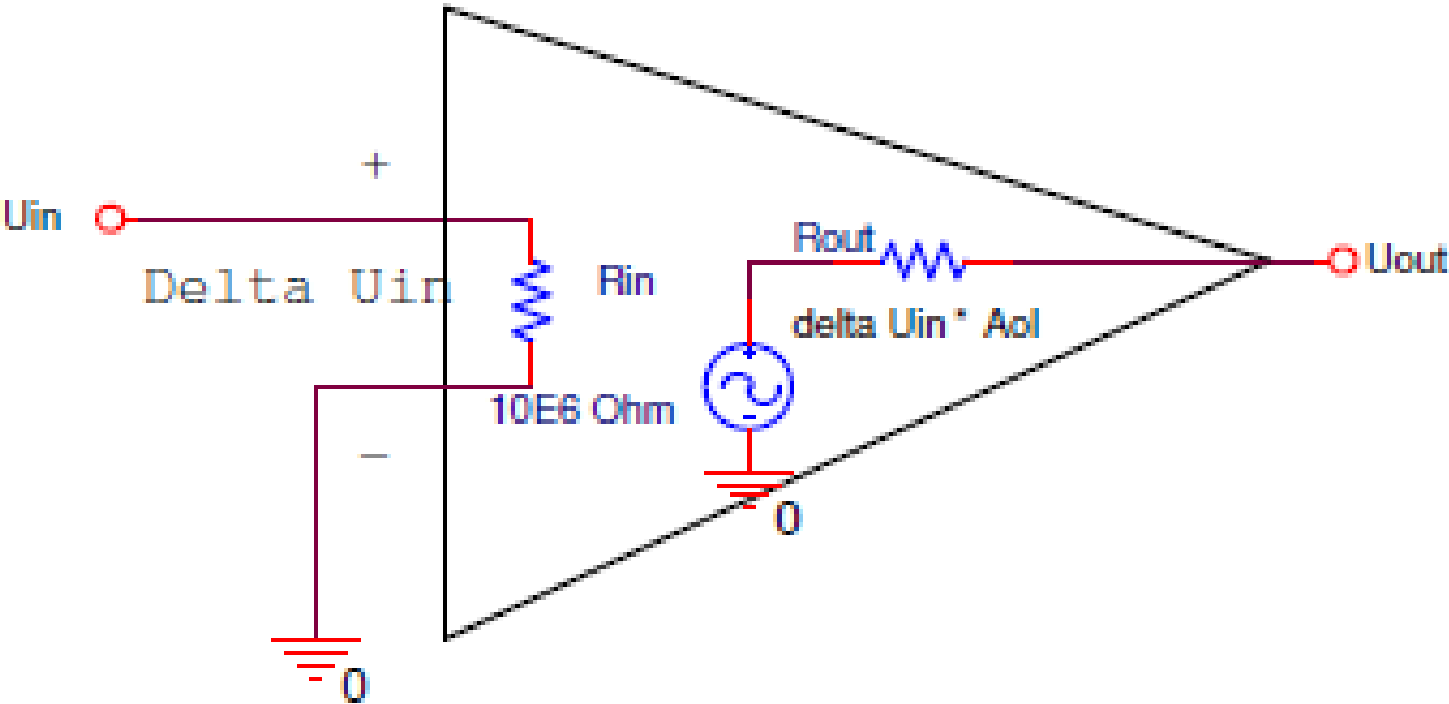 +
Uin
Rout
Uout
Delta Uin
Rin
delta Uin * Aol
10E6 Ohm
−
0
0